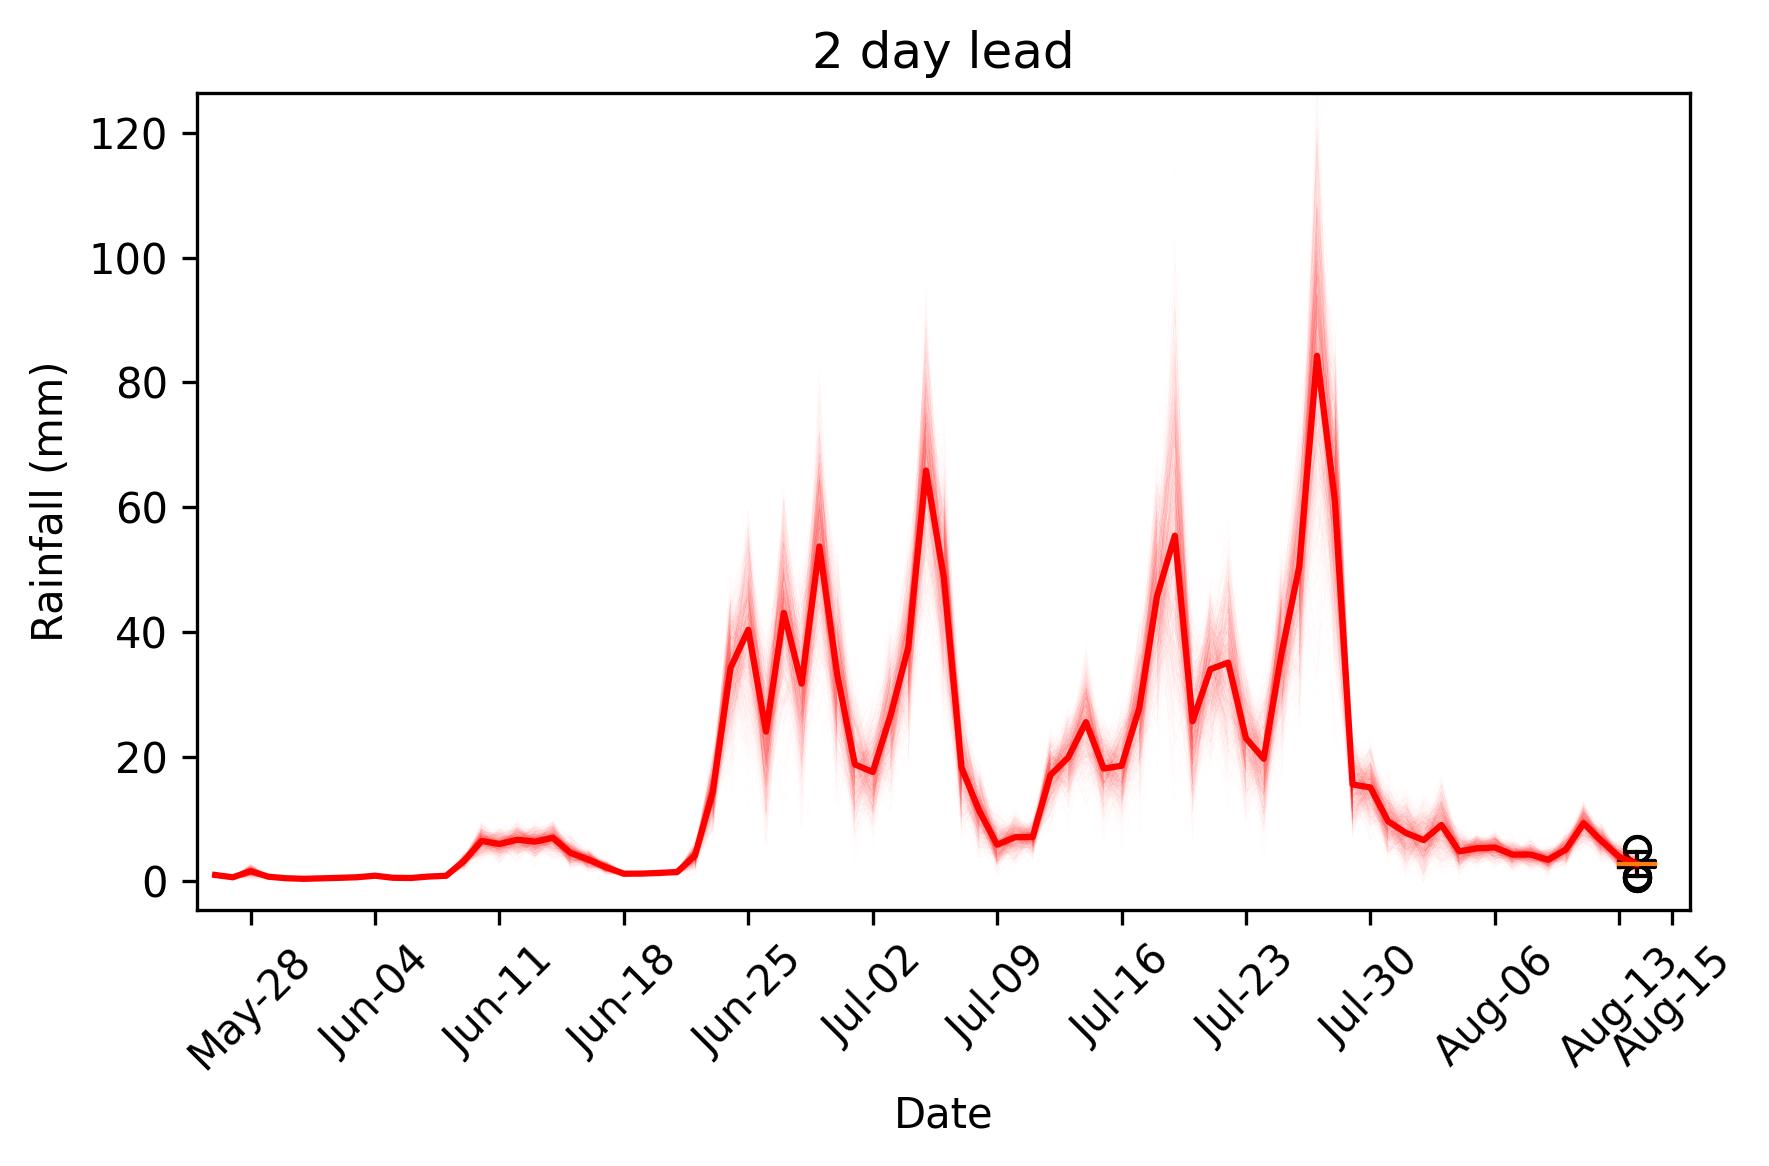 2 day lead
120
100
80
60
40
20
0
Rainfall (mm)
May-28
Jun-04
Jun-11
Jun-18
Jun-25
Jul-02
Jul-09
Jul-16
Jul-23
Jul-30
Aug-06
Aug-13
Aug-15
Date